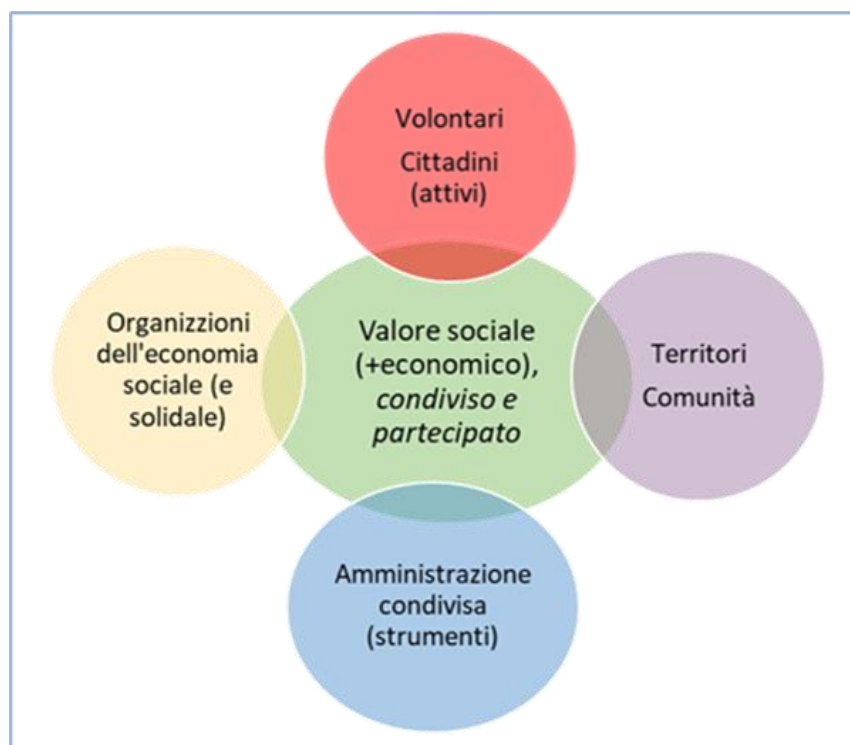 Volontari
Cittadini
(attivi)
Organizzioni
dell'economia
sociale (e
solidale)
Valore sociale
(+economico),
condiviso e
partecipato
Territori
Comunità
Amministrazione
condivisa
(strumenti)